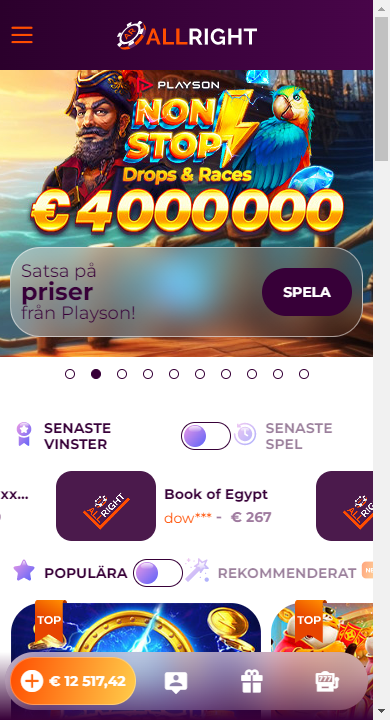 ALLRIGHT
PLAYSON
NON
STOP
Drops & Races
€4000000
Satsa på
priser
från Playson!
SPELA
SENASTE
VINSTER
SENASTE
SPEL
xx...
Book of Egypt
dow*** - € 267
ALLRIGHT
POPULÄRA
REKOMMENDERAT
TOP
TOP
€ 12 517,42